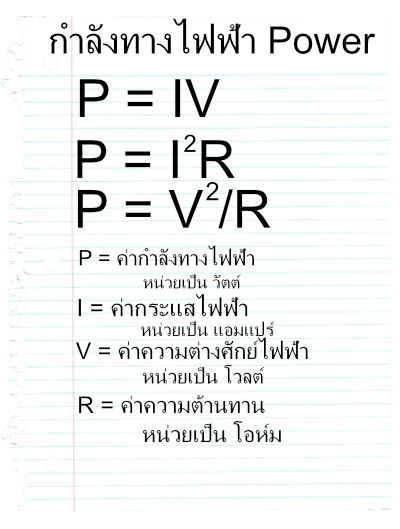 กำลังทางไฟฟ้า Power
P = IV
P = I²R
P = V²/R
P = ค่ากำลังทางไฟฟ้า
หน่วยเป็น วัตต์
I = ค่ากระแสไฟฟ้า
หน่วยเป็น แอมแปร์
V = ค่าความต่างศักย์ไฟฟ้า
หน่วยเป็น โวลต์
R = ค่าความต้านทาน
หน่วยเป็น โอห์ม